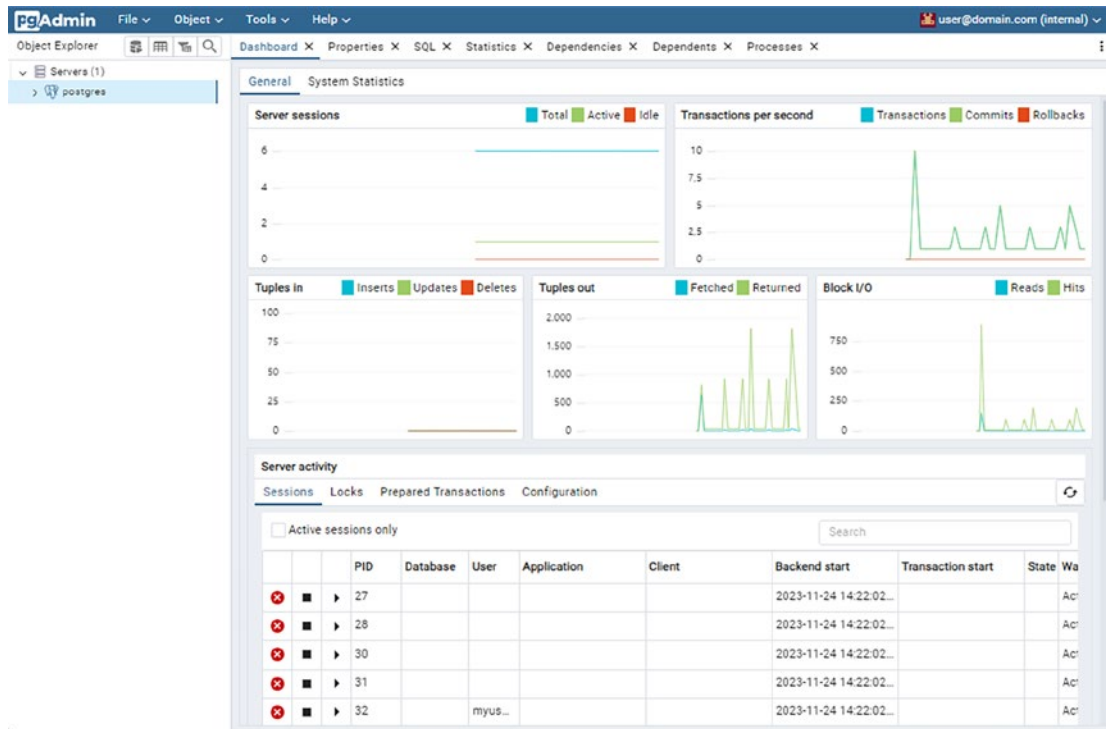 pgAdmin File Object Tools Help user@domain.com (internal)
Object Explorer Dashboard Properties SQL Statistics Dependencies Dependents Processes
Servers (1)
postgres
General System Statistics
Server sessions Total Active Idle
6
4
2
0
Transactions per second Transactions Commits Rollbacks
10
7.5
5
2.5
0
Tuples in Inserts Updates Deletes
100
75
50
25
0
Tuples out Fetched Returned
2.000
1.500
1.000
500
0
Block I/O Reads Hits
750
500
250
0
Server activity
Sessions Locks Prepared Transactions Configuration
Active sessions only Search
PID Database User Application Client Backend start Transaction start State Wa
27 2023-11-24 14:22:02... Act
28 2023-11-24 14:22:02... Act
30 2023-11-24 14:22:02... Act
31 2023-11-24 14:22:02... Act
32 myus... 2023-11-24 14:22:02... Act